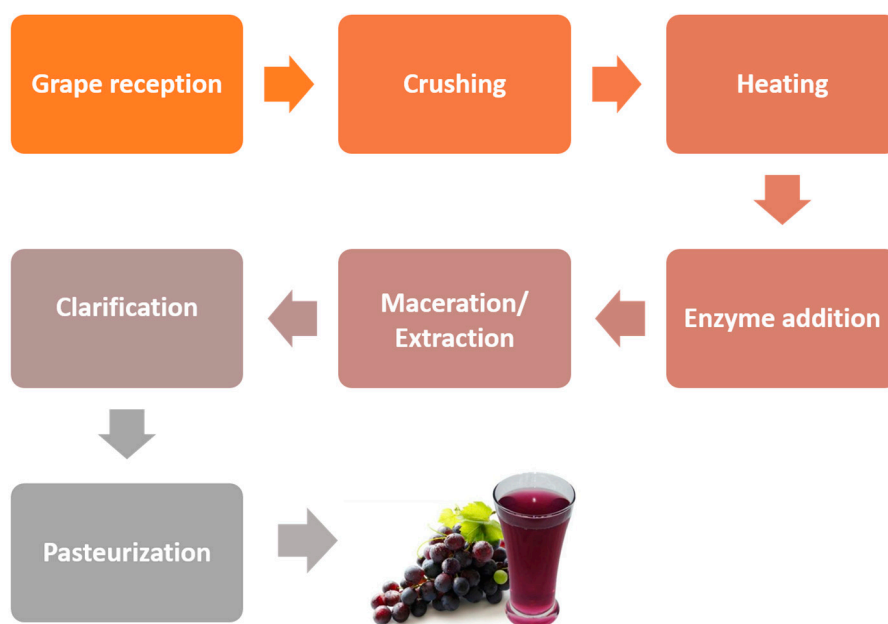 Grape reception
Crushing
Heating
Enzyme addition
Maceration/
Extraction
Clarification
Pasteurization